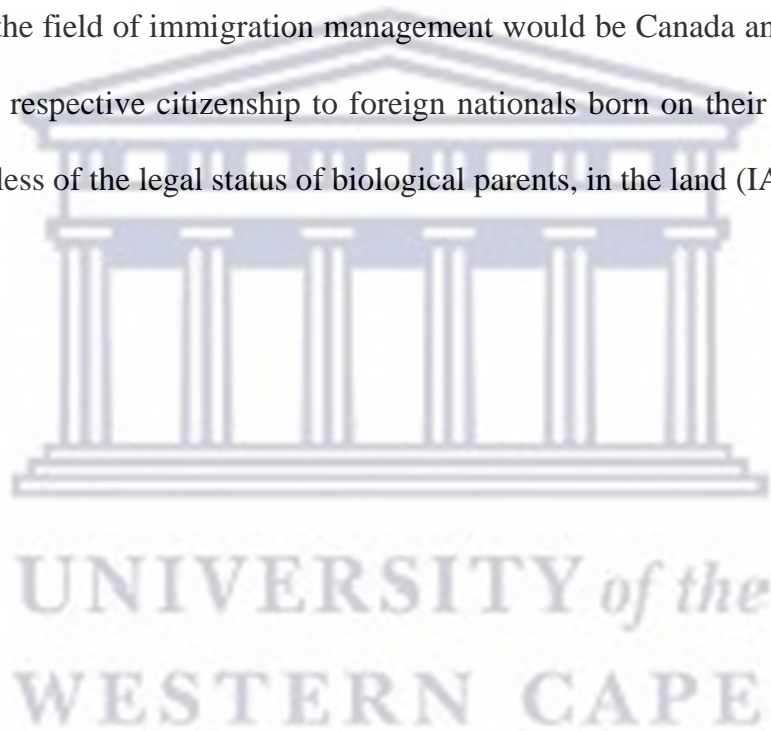 the field of immigration management would be Canada an
respective citizenship to foreign nationals born on their
less of the legal status of biological parents, in the land (IA
UNIVERSITY of the
WESTERN CAPE